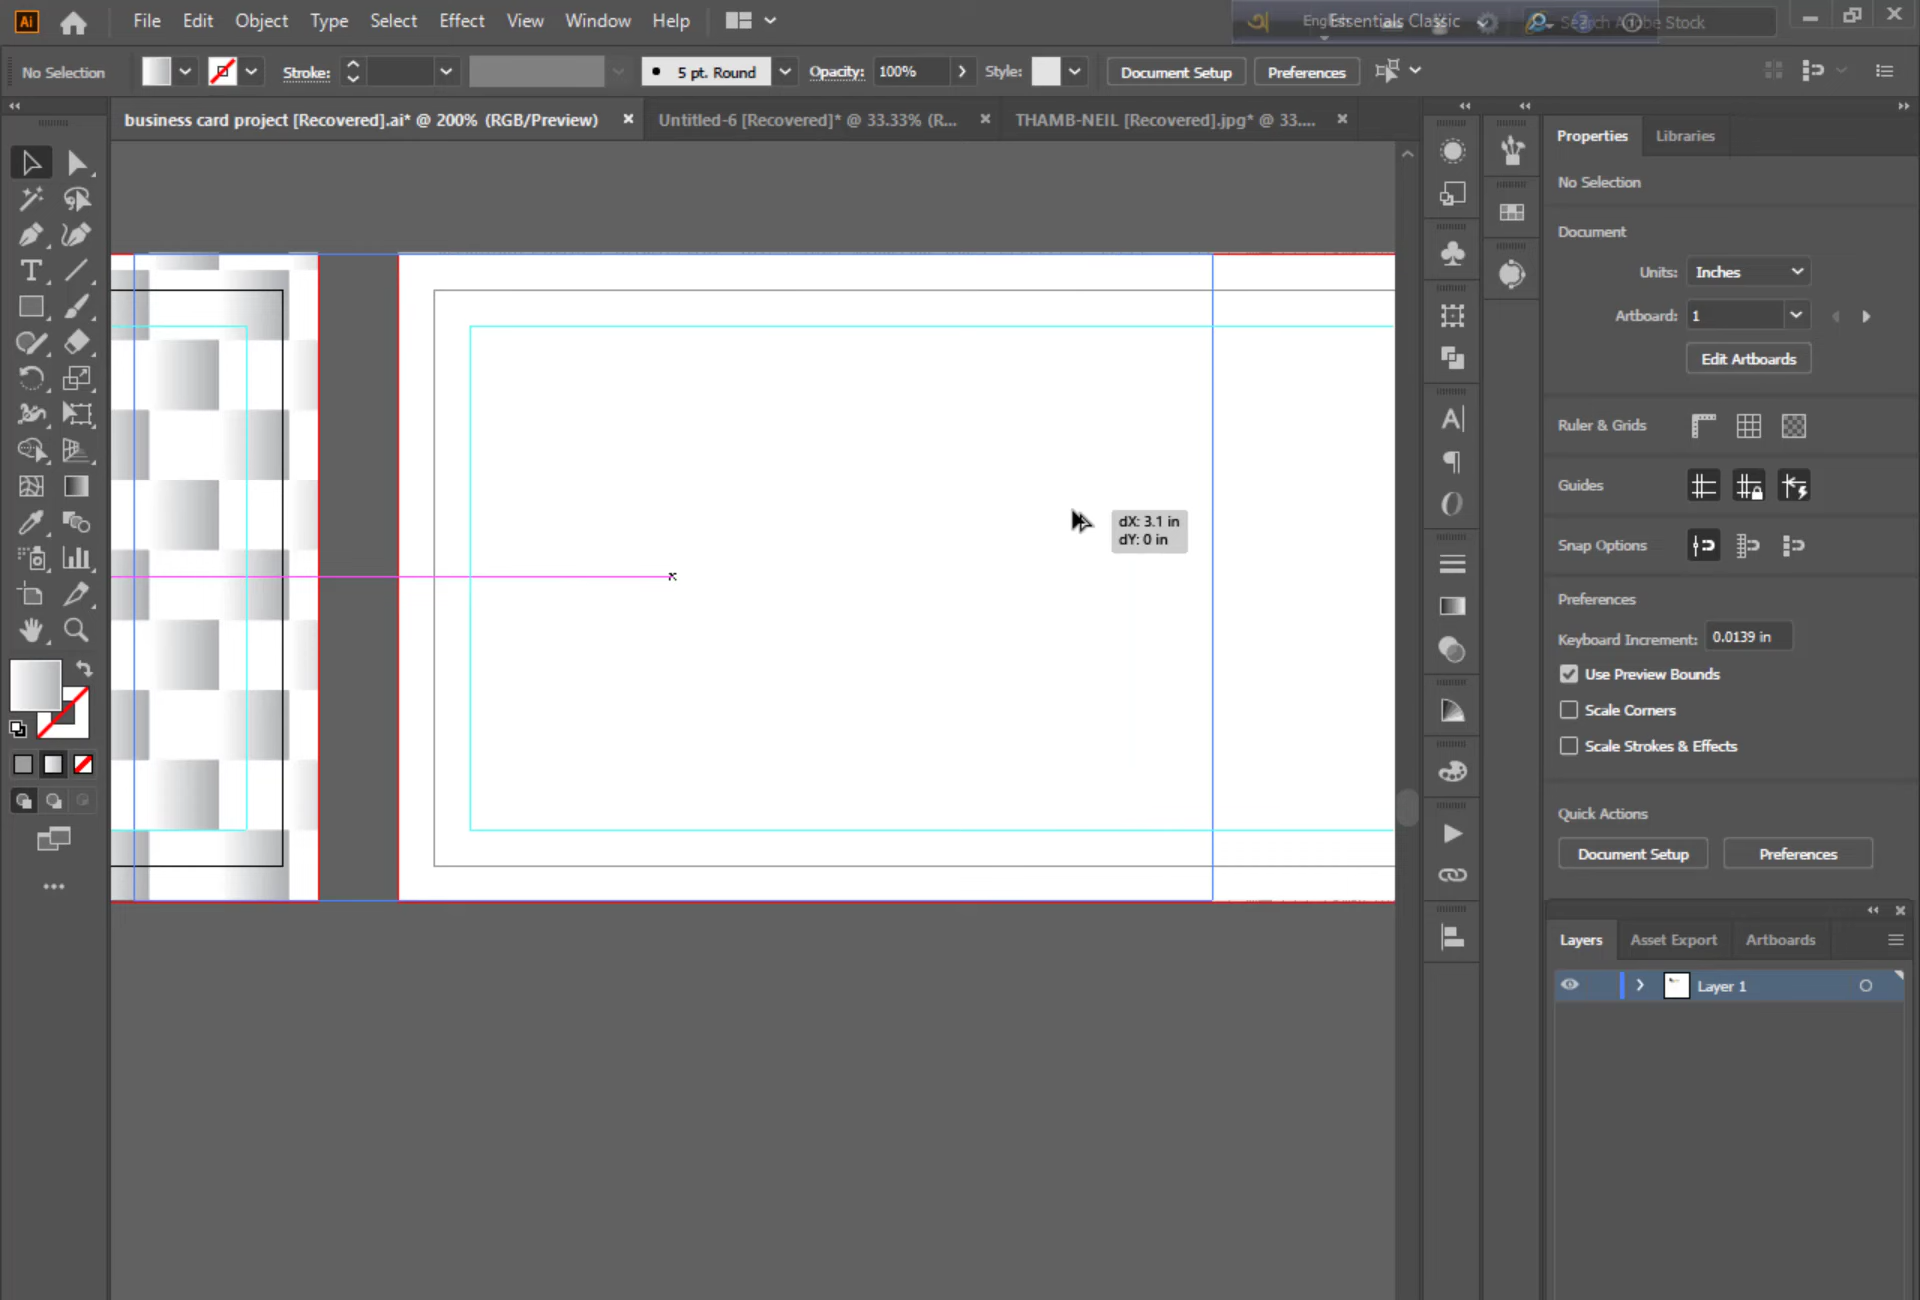 Ai File Edit Object Type Select Effect View Window Help
Essentials Classic
No Selection Stroke: 5 pt. Round Opacity: 100% Style: Document Setup Preferences
business card project [Recovered].ai* @ 200% (RGB/Preview) Untitled-6 [Recovered]* @ 33.33% (R... THAMB-NEIL [Recovered].jpg* @ 33....
Properties Libraries
No Selection
Document
Units: Inches
Artboard: 1
Edit Artboards
Ruler & Grids
Guides
dX: 3.1 in
dY: 0 in
Snap Options
Preferences
Keyboard Increment: 0.0139 in
Use Preview Bounds
Scale Corners
Scale Strokes & Effects
Quick Actions
Document Setup Preferences
Layers Asset Export Artboards
Layer 1